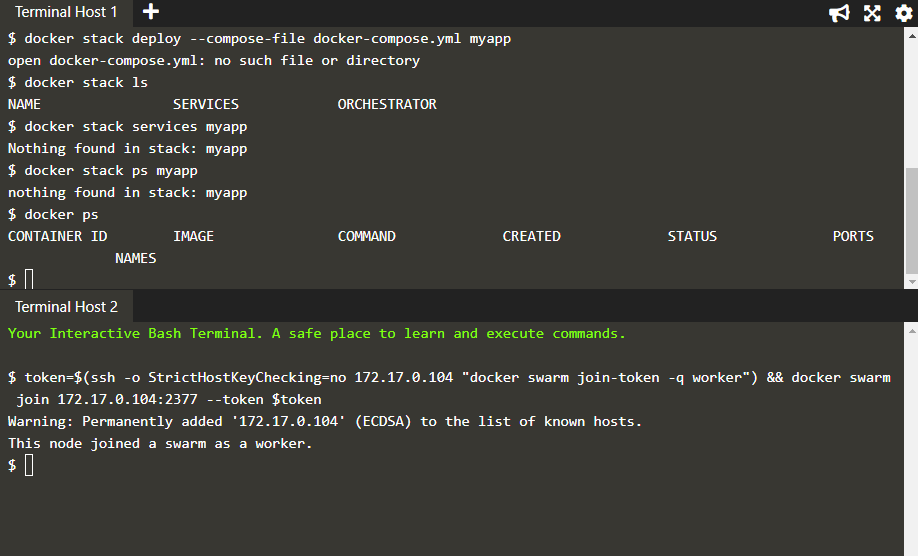 Terminal Host 1
$ docker stack deploy --compose-file docker-compose.yml myapp
open docker-compose.yml: no such file or directory
$ docker stack ls
NAME                SERVICES            ORCHESTRATOR
$ docker stack services myapp
Nothing found in stack: myapp
$ docker stack ps myapp
nothing found in stack: myapp
$ docker ps
CONTAINER ID        IMAGE               COMMAND             CREATED             STATUS              PORTS
             NAMES
$
Terminal Host 2
Your Interactive Bash Terminal. A safe place to learn and execute commands.
$ token=$(ssh -o StrictHostKeyChecking=no 172.17.0.104 "docker swarm join-token -q worker") && docker swarm
 join 172.17.0.104:2377 --token $token
Warning: Permanently added '172.17.0.104' (ECDSA) to the list of known hosts.
This node joined a swarm as a worker.
$